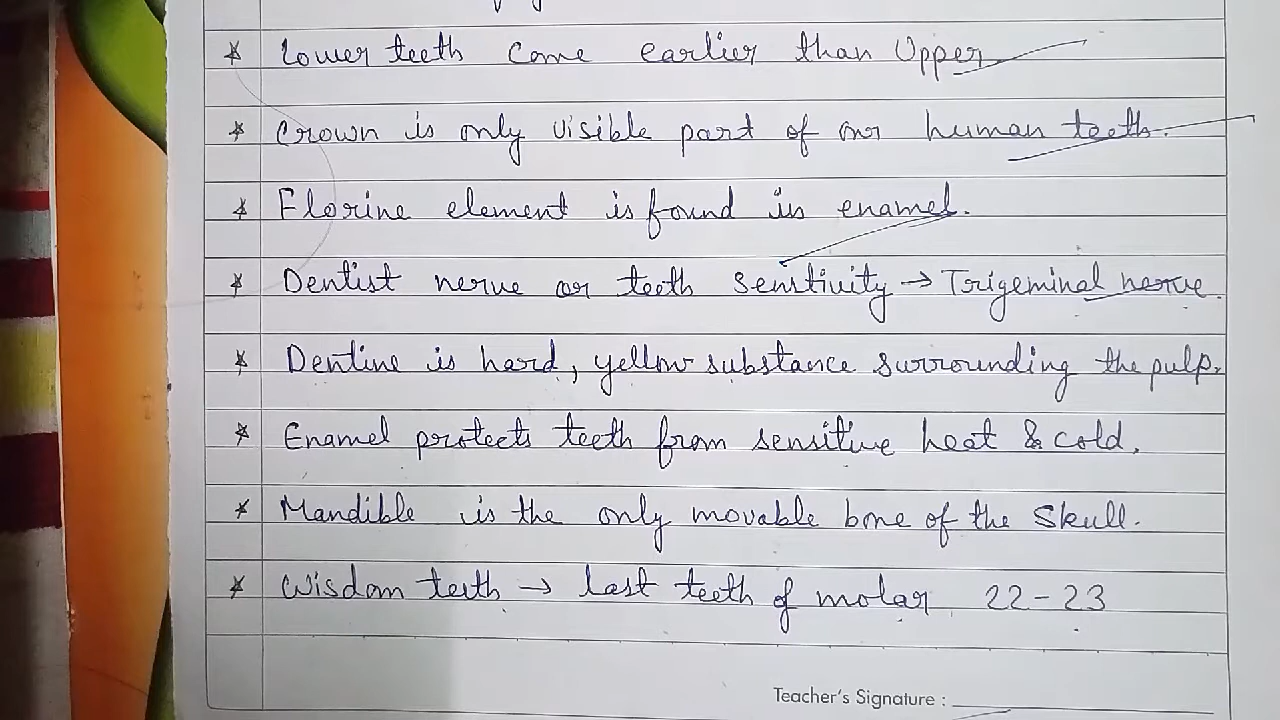 * Lower teeth come earlier than Upper
* Crown is only visible part of our human teeth.
* Florine element is found in enamel.
* Dentist nerve or teeth sensitivity → Trigeminal nerve.
* Dentine is hard, yellow substance surrounding the pulp.
* Enamel protects teeth from sensitive heat & cold.
* Mandible is the only movable bone of the skull.
* Wisdom teeth → last teeth of molar 22-23
Teacher's Signature :